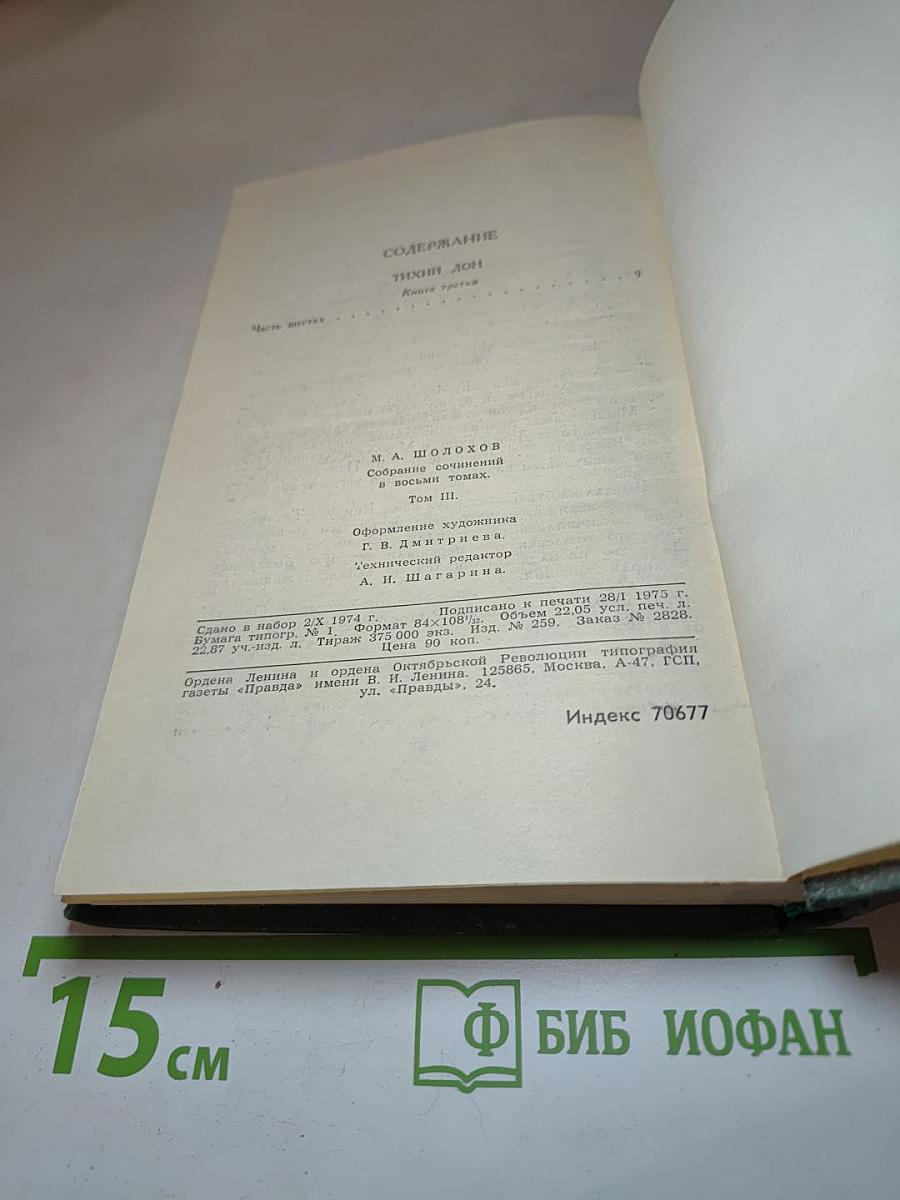 СОДЕРЖАНИЕ
ТИХИЙ ДОН
Книга третья
Часть шестая . . . . . . . . . . . . . . . . . . . 9
М. А. ШОЛОХОВ
Собрание сочинений
в восьми томах.
Том III.
Оформление художника
Г. В. Дмитриева.
Технический редактор
А. И. Шагарина.
Сдано в набор 2/X 1974 г. Подписано к печати 28/I 1975 г.
Бумага типогр. № 1. Формат 84×108¹/₃₂. Объем 22,05 усл. печ. л.
22,87 уч.-изд. л. Тираж 375 000 экз. Изд. № 259. Заказ № 2828.
Цена 90 коп.
Ордена Ленина и ордена Октябрьской Революции типография
газеты «Правда» имени В. И. Ленина. 125865, Москва, А-47, ГСП,
ул. «Правды», 24.
Индекс 70677
15 см
Ф БИБ ИОФАН